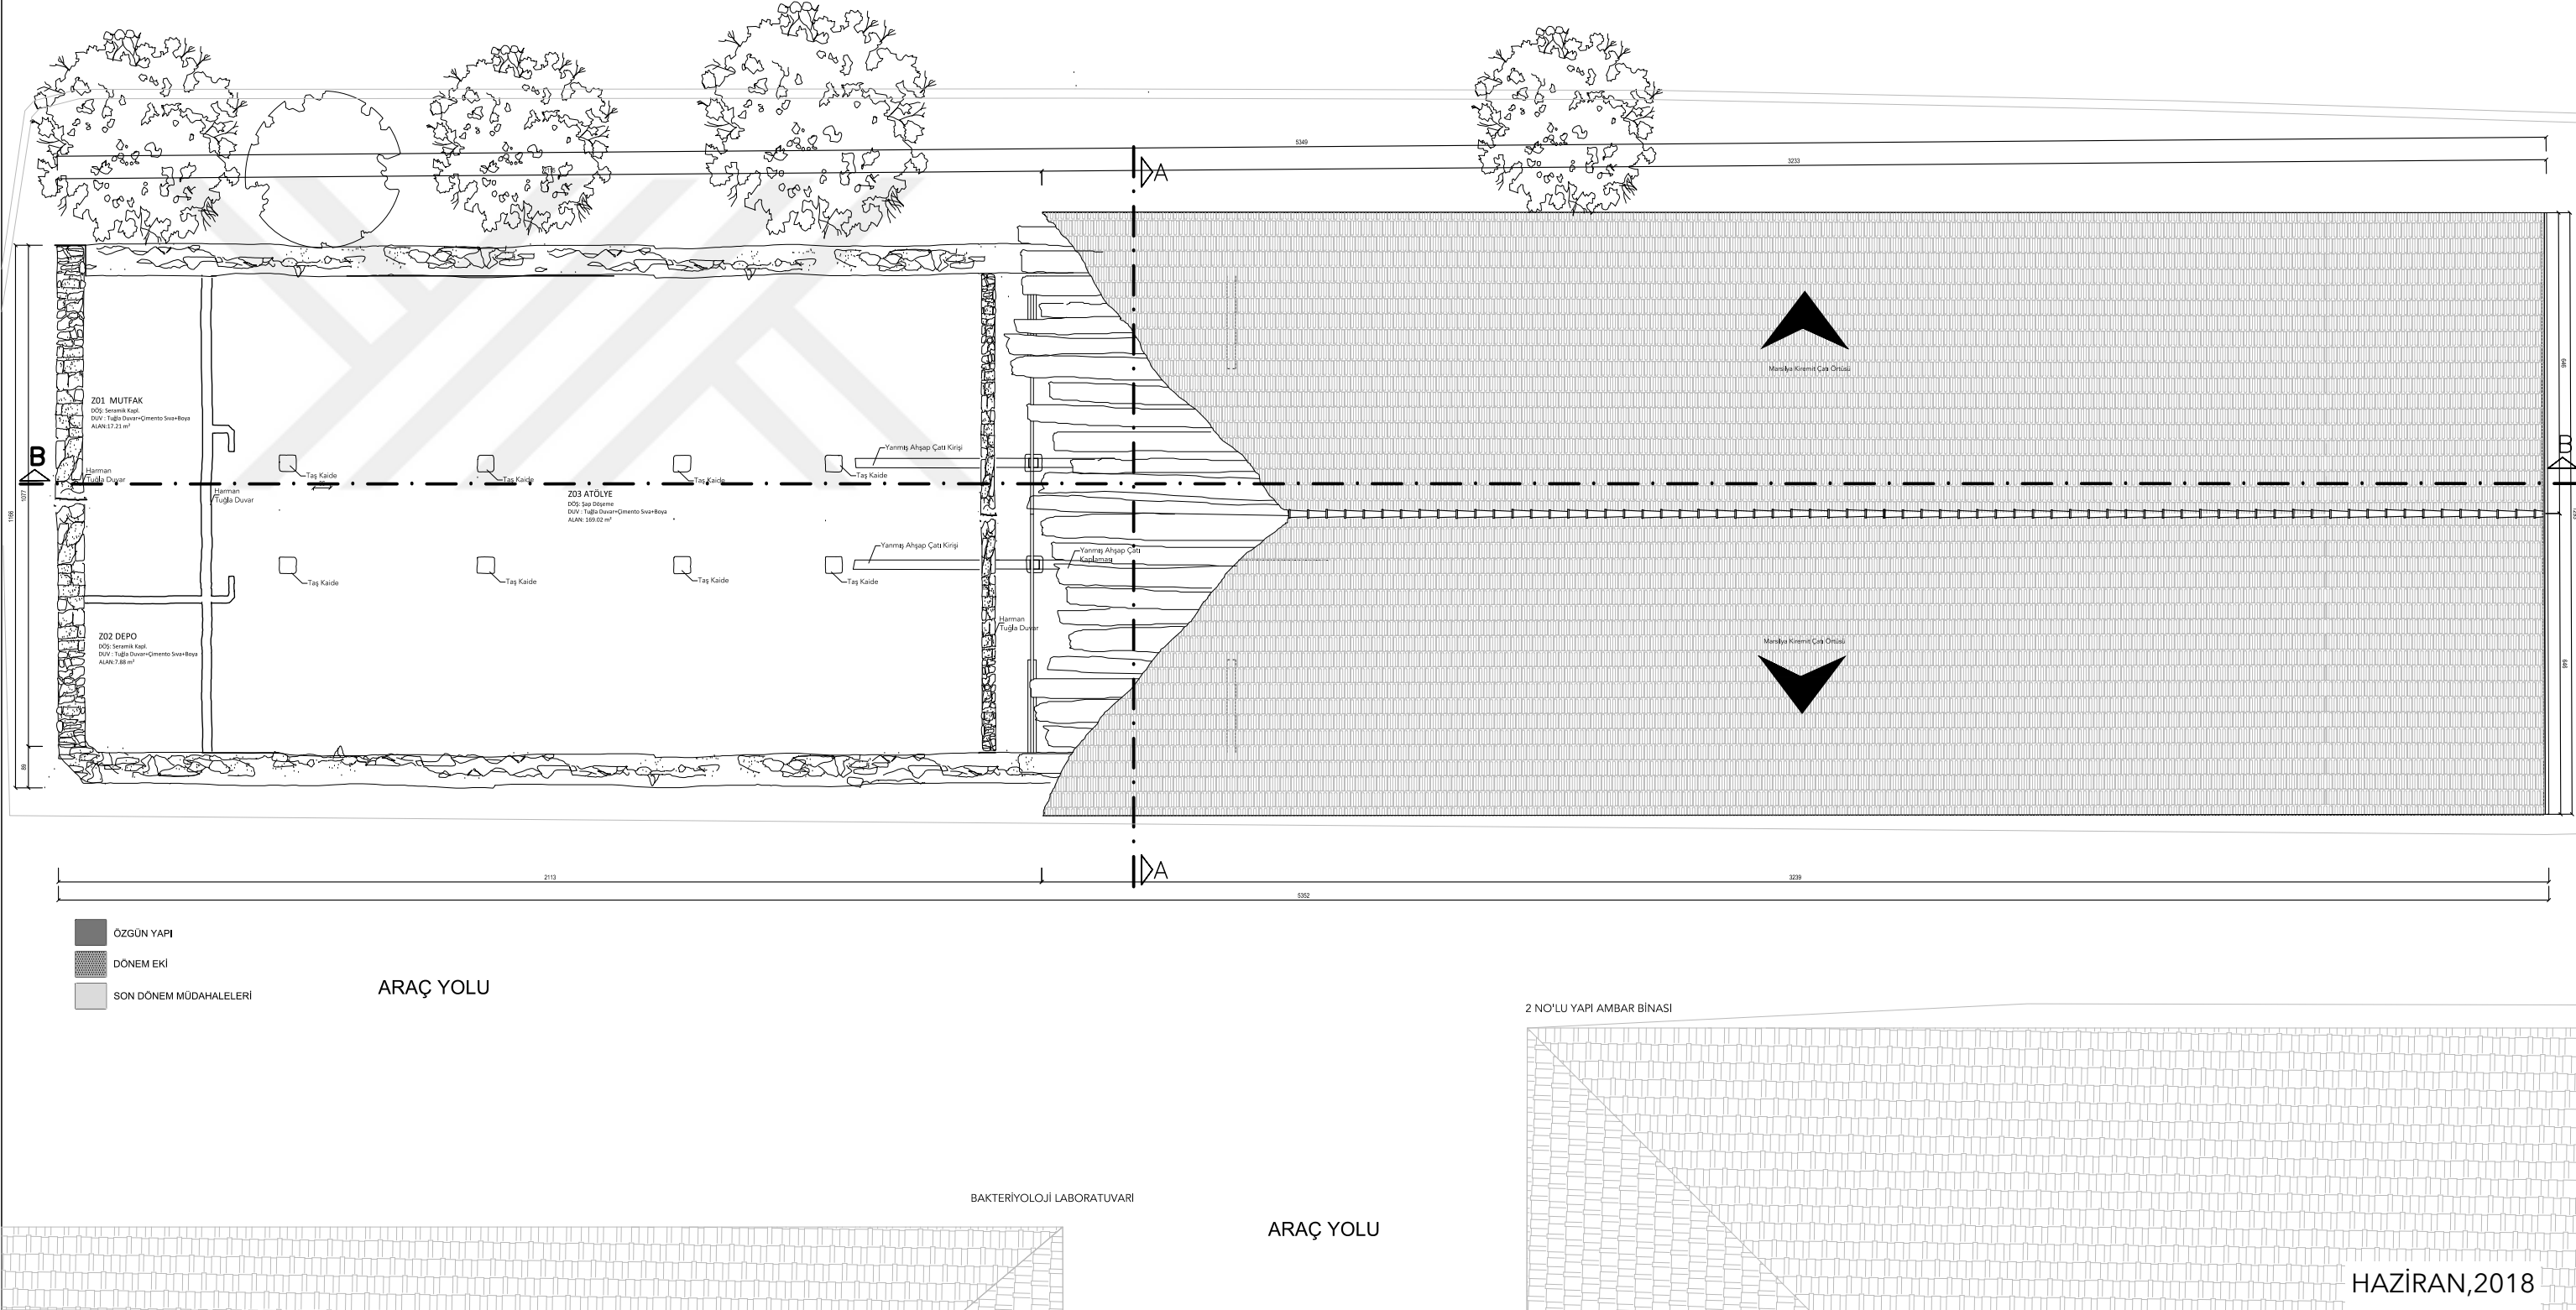 5349
3233
A
Marsilya Kiremit Çatı Örtüsü
646
Z01 MUTFAK
DÖŞ: Seramik Kapl.
DUV : Tuğla Duvar+Çimento Sıva+Boya
ALAN:17.21 m²
B
B
Harman
Tuğla Duvar
Harman
Tuğla Duvar
Taş Kaide
Taş Kaide
Taş Kaide
Taş Kaide
Yanmış Ahşap Çatı Kirişi
1077
1166
Z03 ATÖLYE
DÖŞ: Şap Döşeme
DUV : Tuğla Duvar+Çimento Sıva+Boya
ALAN: 169.02 m²
Yanmış Ahşap Çatı Kirişi
Yanmış Ahşap Çatı
Kaplaması
Taş Kaide
Taş Kaide
Taş Kaide
Taş Kaide
Harman
Tuğla Duvar
Z02 DEPO
DÖŞ: Seramik Kapl.
DUV : Tuğla Duvar+Çimento Sıva+Boya
ALAN:7.88 m²
Marsilya Kiremit Çatı Örtüsü
A
2113
3239
5352
ÖZGÜN YAPI
DÖNEM EKİ
SON DÖNEM MÜDAHALELERİ
ARAÇ YOLU
2 NO'LU YAPI AMBAR BİNASI
BAKTERİYOLOJİ LABORATUVARI
ARAÇ YOLU
HAZİRAN,2018